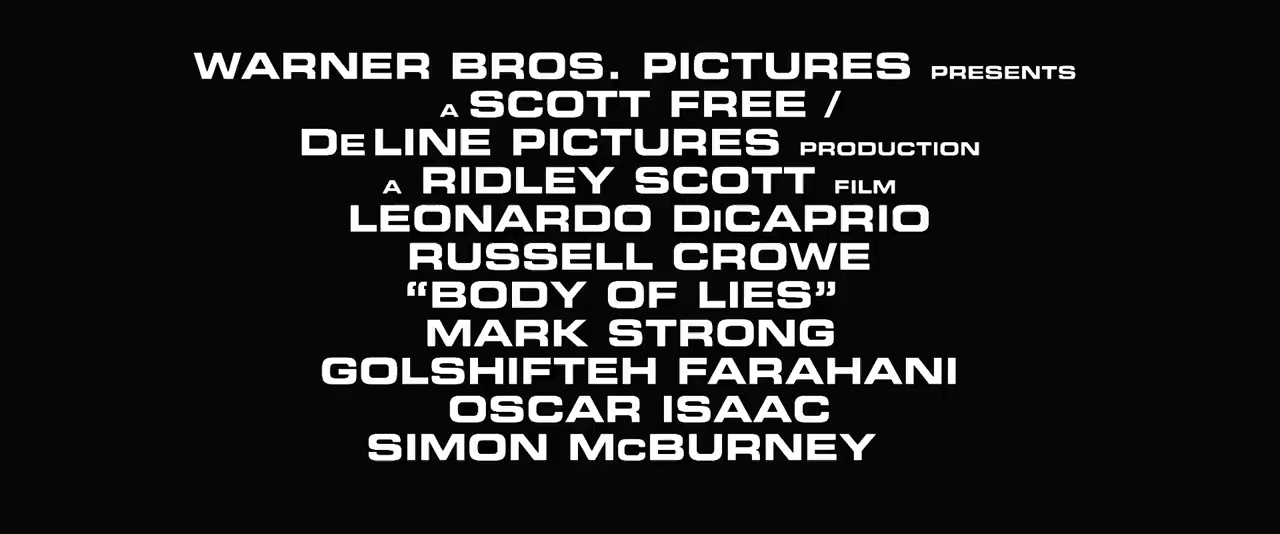 WARNER BROS. PICTURES PRESENTS
A SCOTT FREE /
DE LINE PICTURES PRODUCTION
A RIDLEY SCOTT FILM
LEONARDO DiCAPRIO
RUSSELL CROWE
“BODY OF LIES”
MARK STRONG
GOLSHIFTEH FARAHANI
OSCAR ISAAC
SIMON McBURNEY